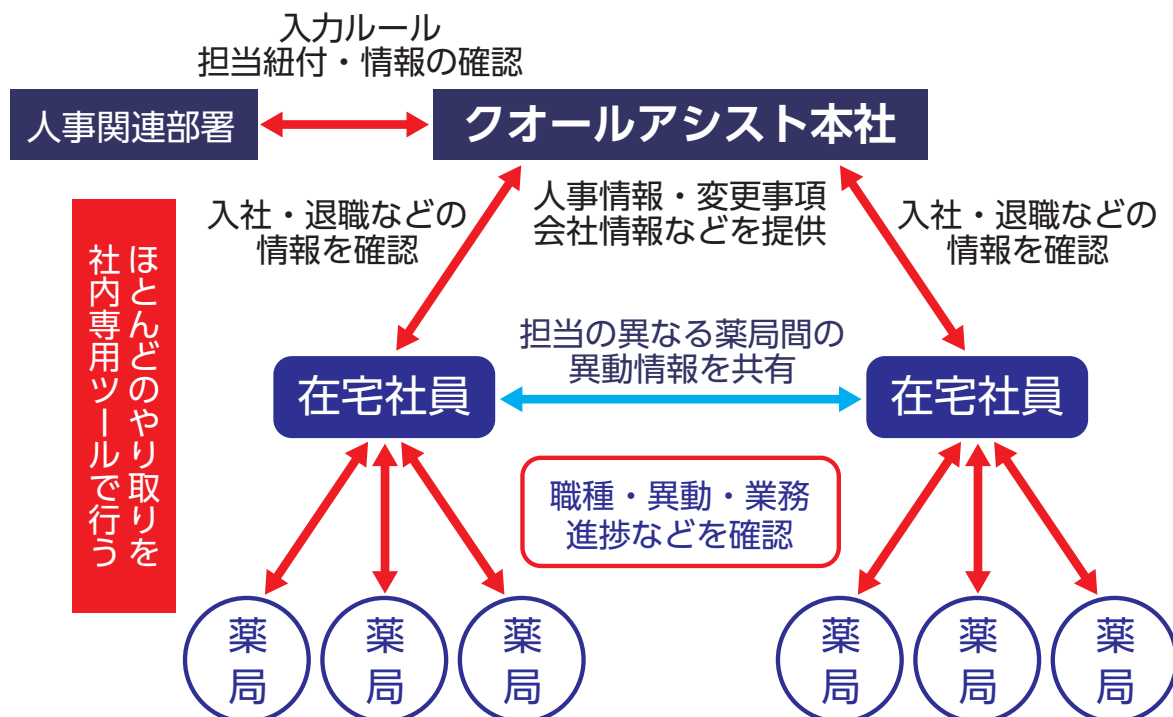 入力ルール
担当紐付・情報の確認
人事関連部署
クオールアシスト本社
入社・退職などの
情報を確認
人事情報・変更事項
会社情報などを提供
入社・退職などの
情報を確認
ほとんどのやり取りを
社内専用ツールで行う
担当の異なる薬局間の
異動情報を共有
在宅社員
在宅社員
職種・異動・業務
進捗などを確認
薬
局
薬
局
薬
局
薬
局
薬
局
薬
局